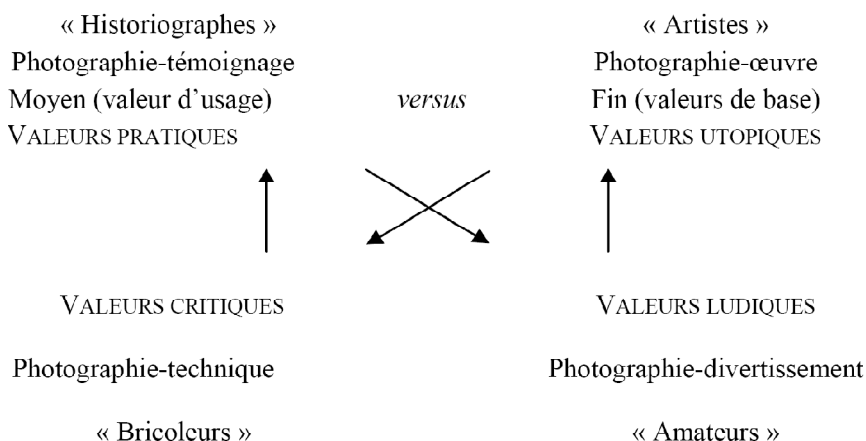 « Historiographes » « Artistes »
Photographie-témoignage Photographie-œuvre
Moyen (valeur d’usage) versus Fin (valeurs de base)
VALEURS PRATIQUES VALEURS UTOPIQUES
VALEURS CRITIQUES VALEURS LUDIQUES
Photographie-technique Photographie-divertissement
« Bricoleurs » « Amateurs »